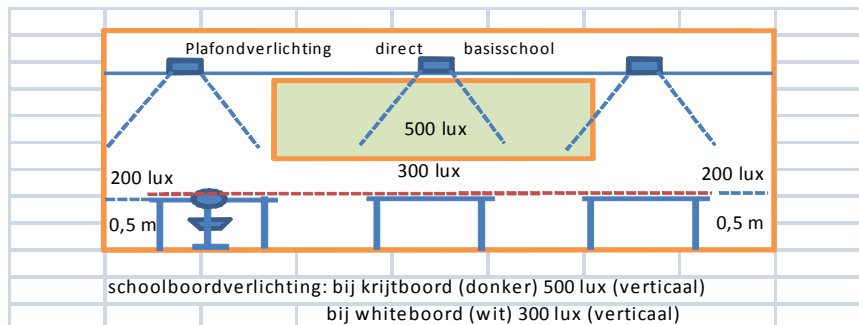 Plafondverlichting direct basisschool
500 lux
300 lux
200 lux 200 lux
0,5 m 0,5 m
schoolboordverlichting: bij krijtboord (donker) 500 lux (verticaal)
bij whiteboord (wit) 300 lux (verticaal)